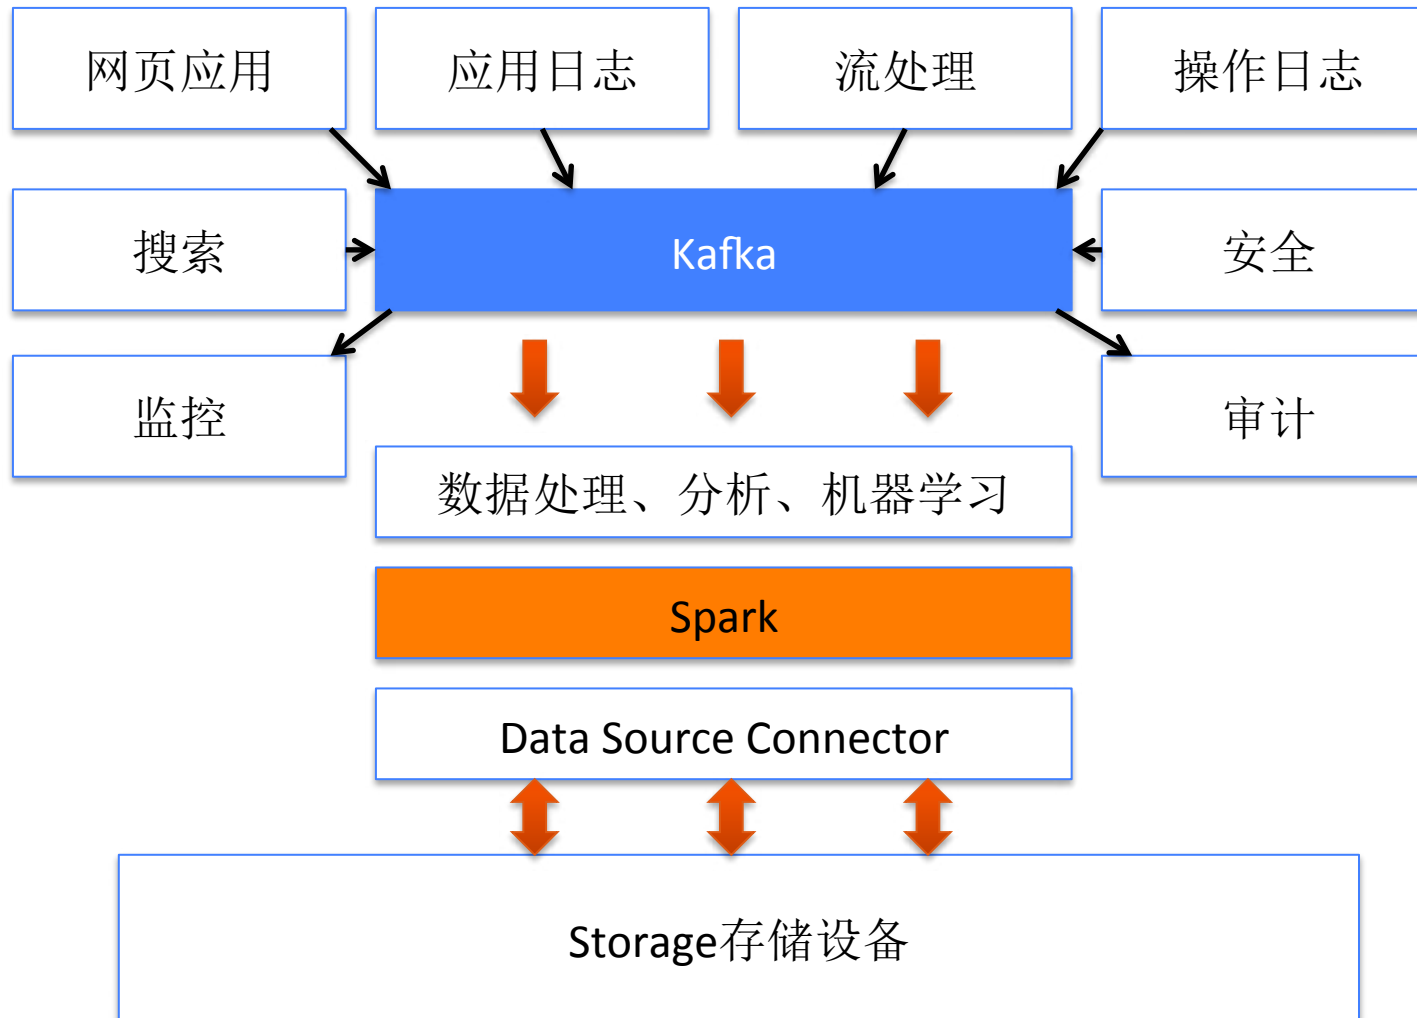 网页应用
应用日志
流处理
操作日志
搜索
Kafka
安全
监控
审计
数据处理、分析、机器学习
Spark
Data Source Connector
Storage存储设备